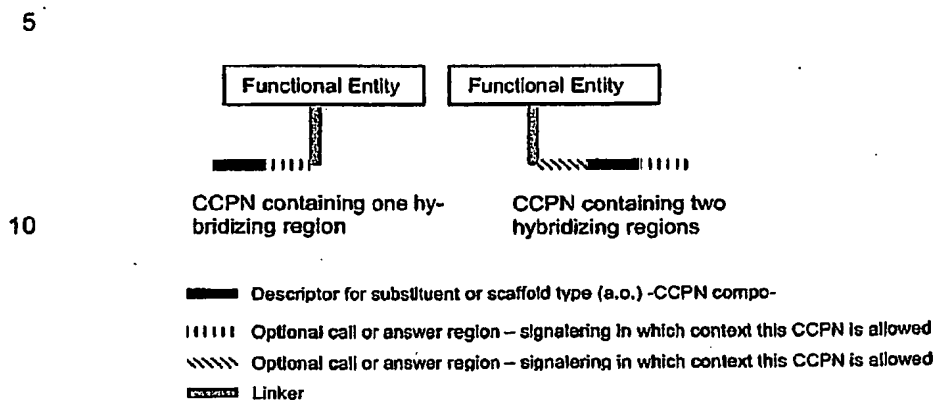 5
Functional Entity Functional Entity
CCPN containing one hy-
bridizing region
CCPN containing two
hybridizing regions
10
Descriptor for substituent or scaffold type (a.o.) -CCPN compo-
Optional call or answer region – signalering in which context this CCPN is allowed
Optional call or answer region – signalering in which context this CCPN is allowed
Linker